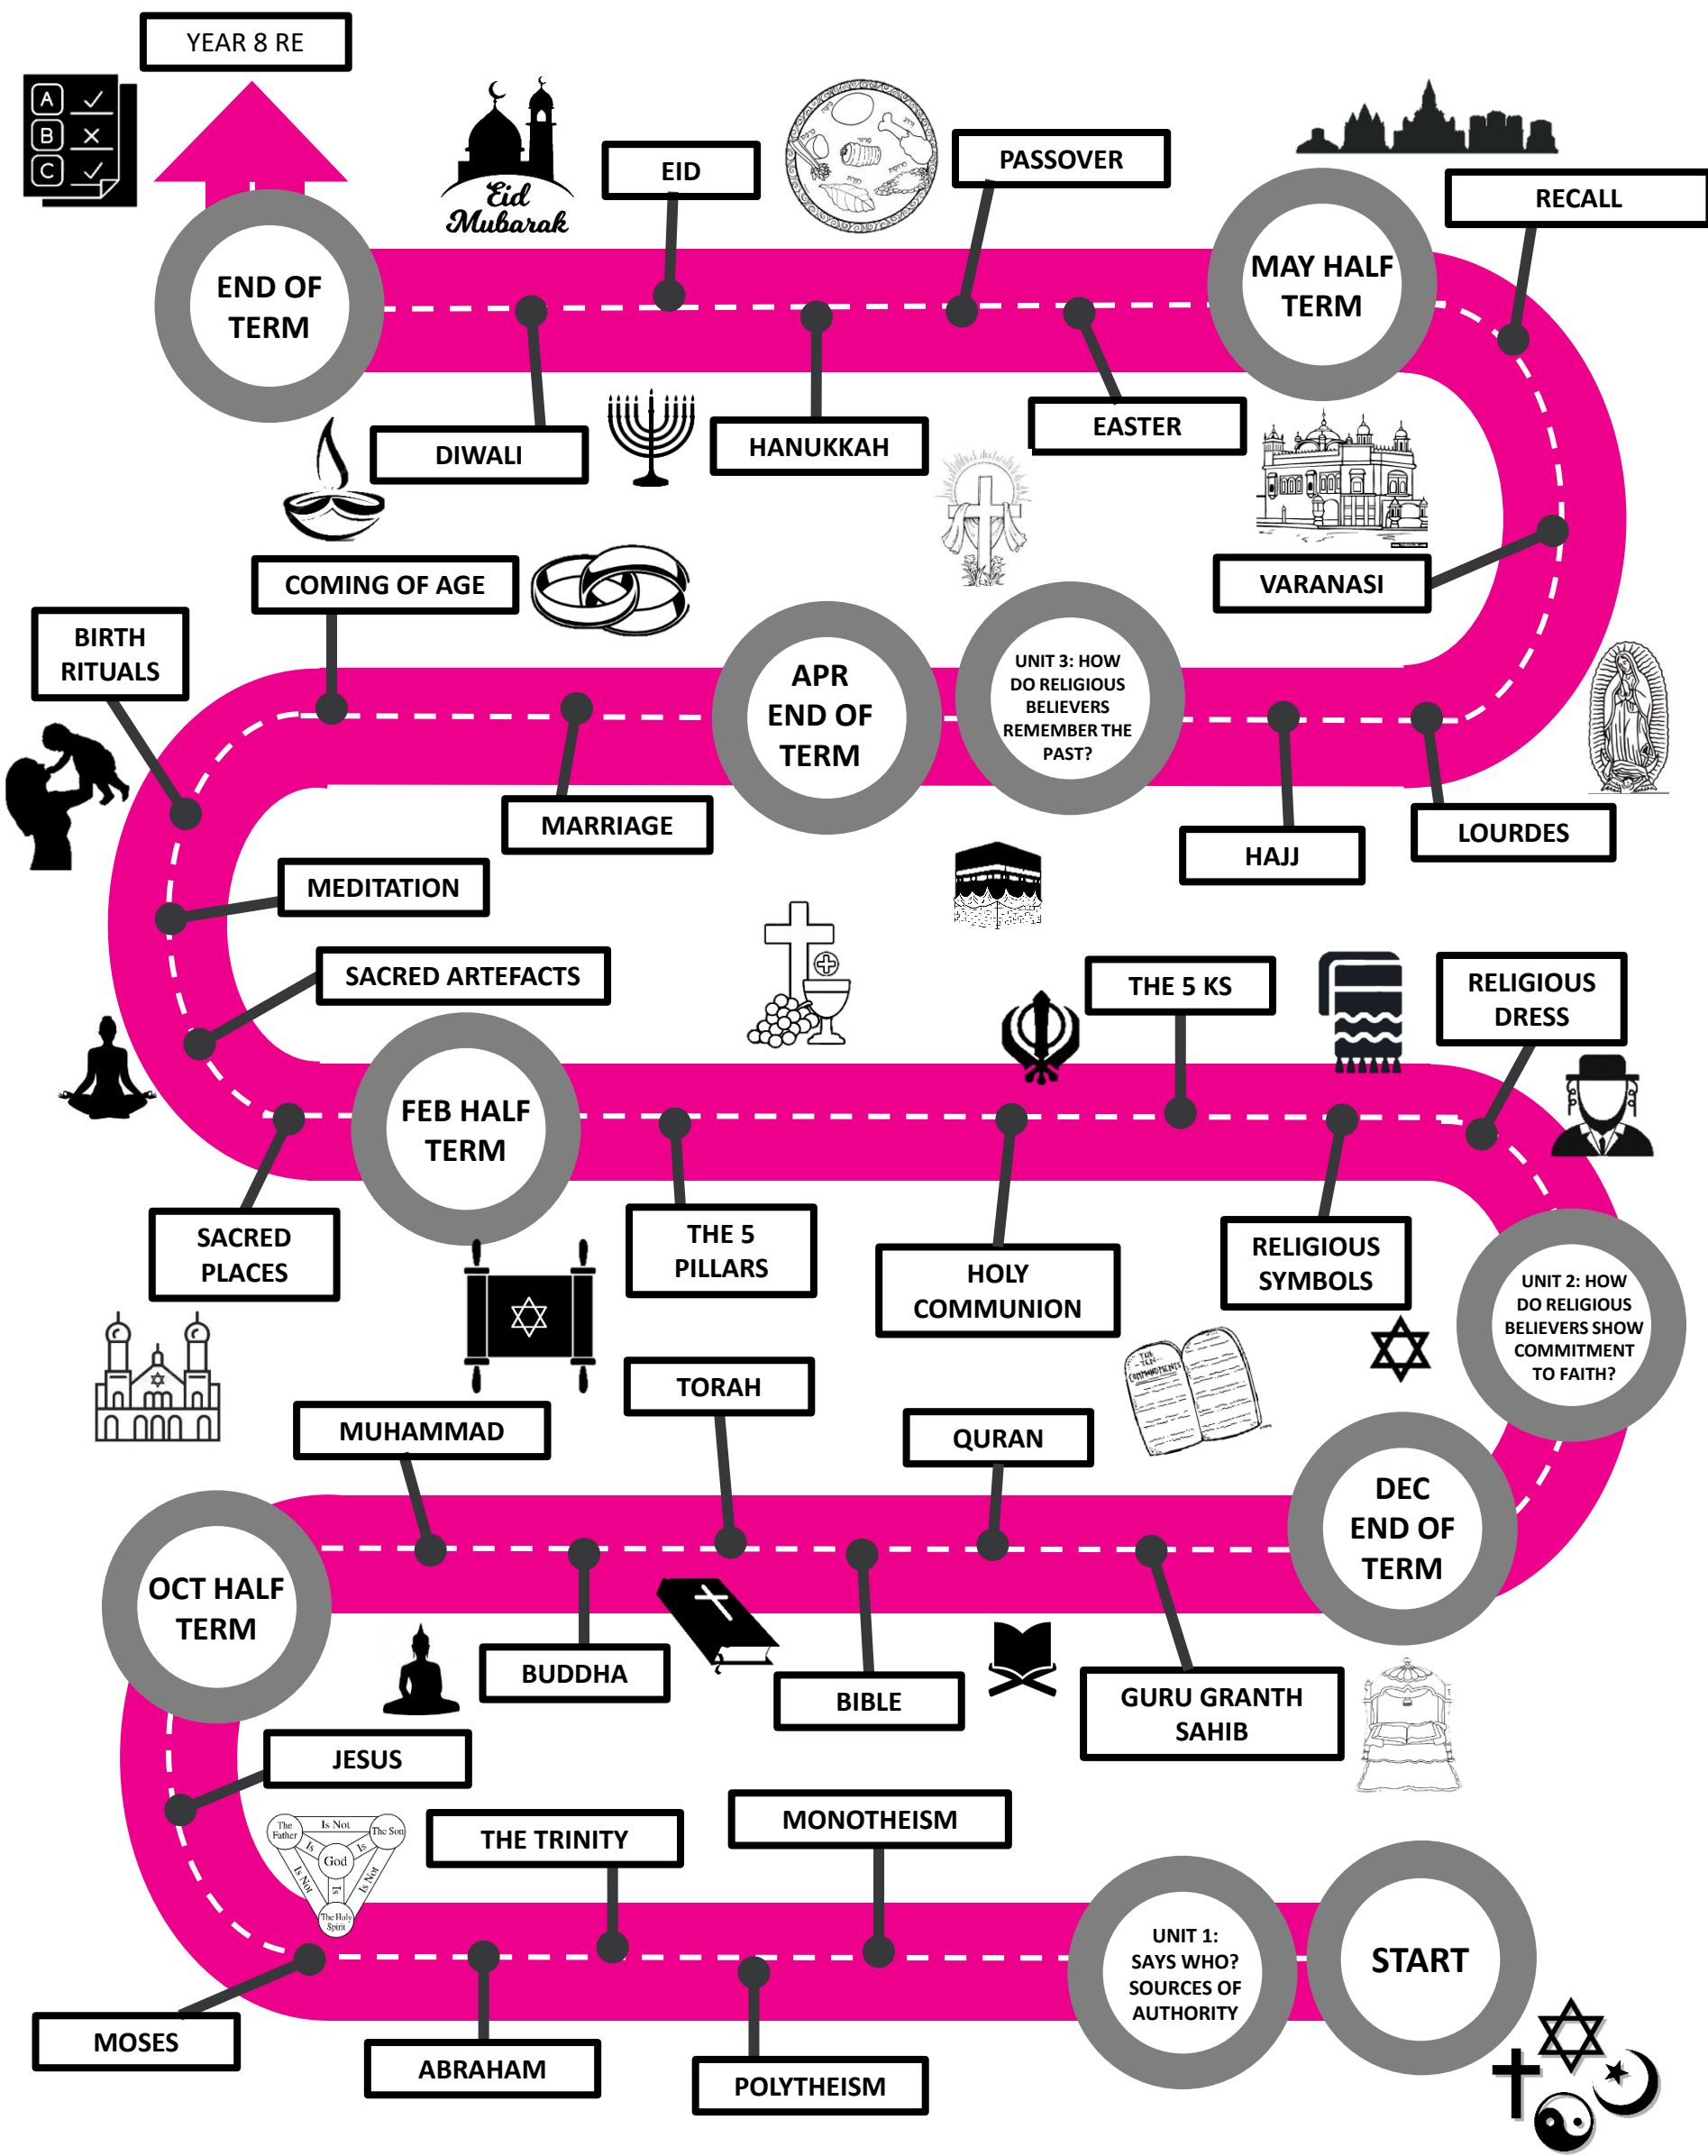 YEAR 8 RE
A
B
C
Eid
Mubarak
EID
PASSOVER
RECALL
END OF
TERM
MAY HALF
TERM
DIWALI
HANUKKAH
EASTER
VARANASI
COMING OF AGE
BIRTH
RITUALS
APR
END OF
TERM
UNIT 3: HOW
DO RELIGIOUS
BELIEVERS
REMEMBER THE
PAST?
MARRIAGE
HAJJ
LOURDES
MEDITATION
SACRED ARTEFACTS
THE 5 KS
RELIGIOUS
DRESS
FEB HALF
TERM
SACRED
PLACES
THE 5
PILLARS
HOLY
COMMUNION
RELIGIOUS
SYMBOLS
UNIT 2: HOW
DO RELIGIOUS
BELIEVERS SHOW
COMMITMENT
TO FAITH?
THE
TEN
COMMANDMENTS
MUHAMMAD
TORAH
QURAN
DEC
END OF
TERM
OCT HALF
TERM
BUDDHA
BIBLE
GURU GRANTH
SAHIB
JESUS
The
Father
Is Not
The Son
Is
Is
God
Is Not
Is
Is Not
The Holy
Spirit
THE TRINITY
MONOTHEISM
UNIT 1:
SAYS WHO?
SOURCES OF
AUTHORITY
START
MOSES
ABRAHAM
POLYTHEISM